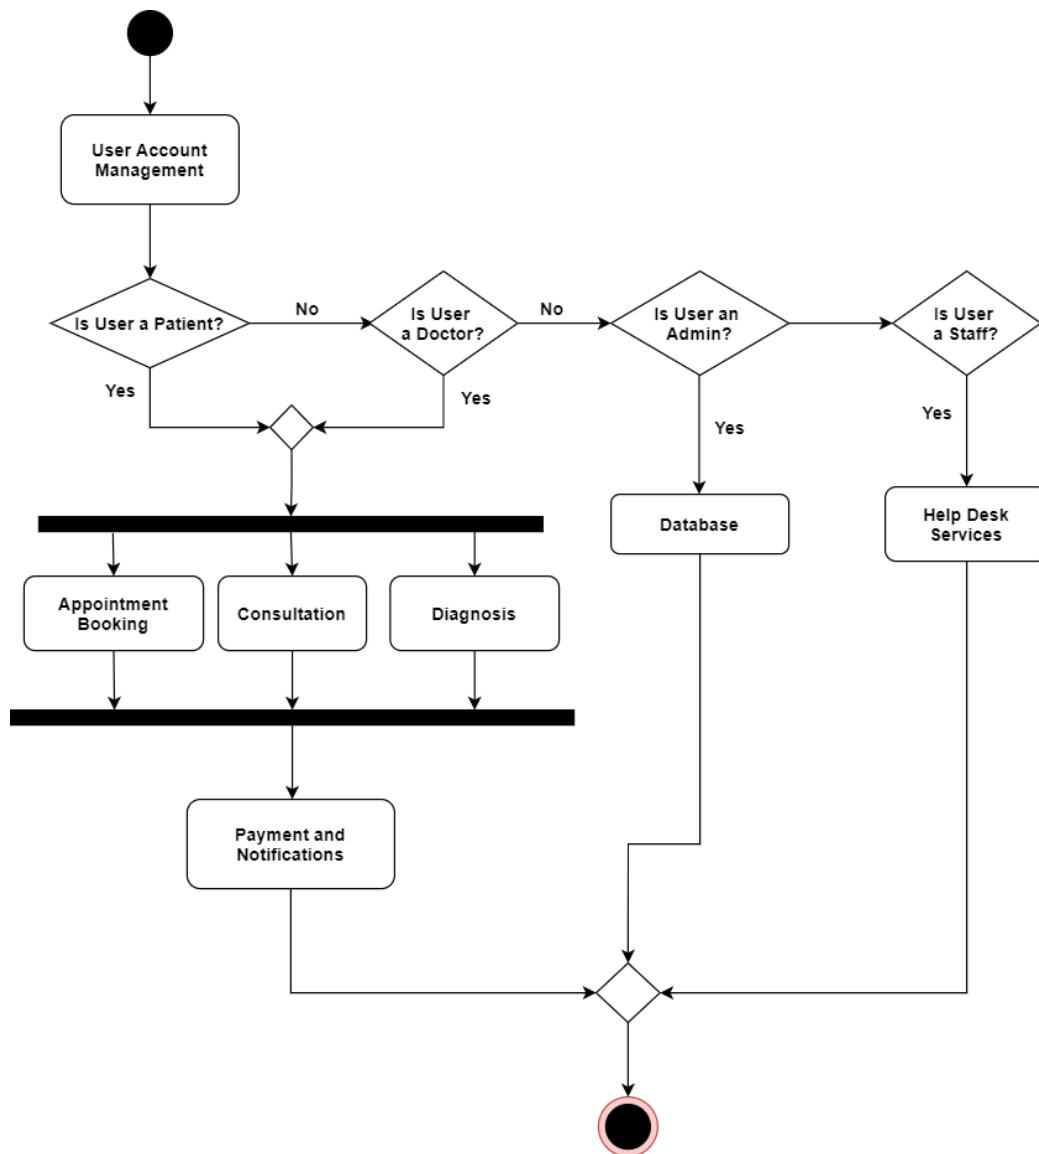 User Account
Management
Is User a Patient?
No
Is User
a Doctor?
No
Is User an
Admin?
Is User
a Staff?
Yes
Yes
Yes
Yes
Database
Help Desk
Services
Appointment
Booking
Consultation
Diagnosis
Payment and
Notifications